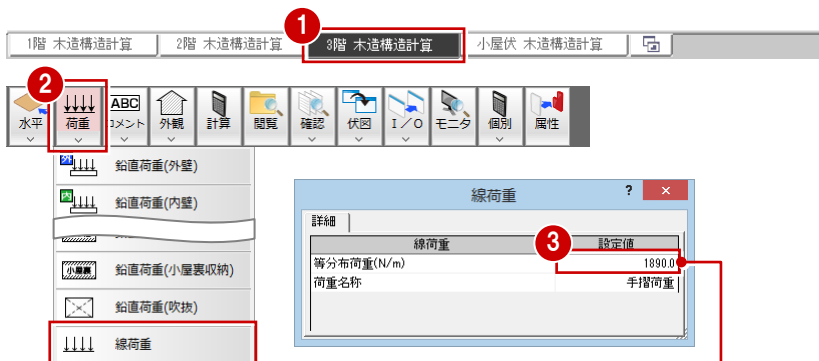 1
1階 木造構造計算 2階 木造構造計算 3階 木造構造計算 小屋伏 木造構造計算
2
水平 荷重 ABC コメント 外観 計算 閲覧 確認 伏図 I/O モニタ 個別 属性
外 鉛直荷重(外壁)
内 鉛直荷重(内壁)
小屋裏 鉛直荷重(小屋裏収納)
鉛直荷重(吹抜)
線荷重
線荷重 ? ×
詳細
線荷重 3 設定値
等分布荷重(N/m) 1890.0
荷重名称 手摺荷重